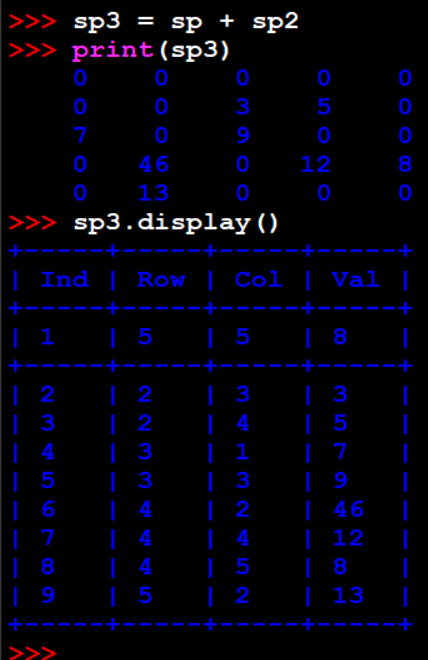 >>> sp3 = sp + sp2
>>> print(sp3)
0 0 0 0 0
0 0 3 5 0
7 0 9 0 0
0 46 0 12 8
0 13 0 0 0
>>> sp3.display()
+-----+-----+-----+-----+
| Ind | Row | Col | Val |
+-----+-----+-----+-----+
| 1 | 5 | 5 | 8 |
+-----+-----+-----+-----+
| 2 | 2 | 3 | 3 |
| 3 | 2 | 4 | 5 |
| 4 | 3 | 1 | 7 |
| 5 | 3 | 3 | 9 |
| 6 | 4 | 2 | 46 |
| 7 | 4 | 4 | 12 |
| 8 | 4 | 5 | 8 |
| 9 | 5 | 2 | 13 |
+-----+-----+-----+-----+
>>>